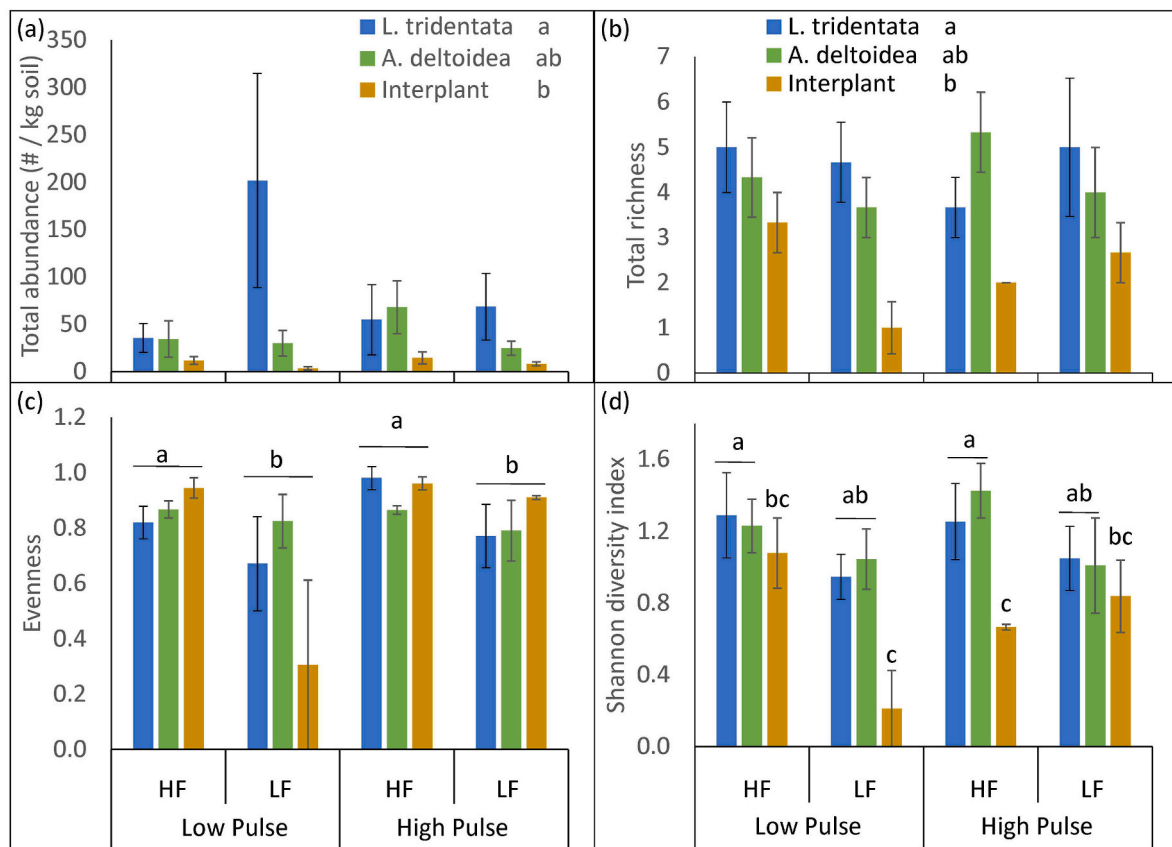 (a)
350
300
250
200
150
100
50
0
Total abundance (# / kg soil)
L. tridentata a
A. deltoidea ab
Interplant b
(b)
7
6
5
4
3
2
1
0
Total richness
L. tridentata a
A. deltoidea ab
Interplant b
(c)
1.2
1.0
0.8
0.6
0.4
0.2
0.0
Evenness
a
b
a
b
HF LF HF LF
Low Pulse High Pulse
(d)
1.6
1.2
0.8
0.4
0.0
Shannon diversity index
a
bc
ab
c
a
c
ab
bc
HF LF HF LF
Low Pulse High Pulse